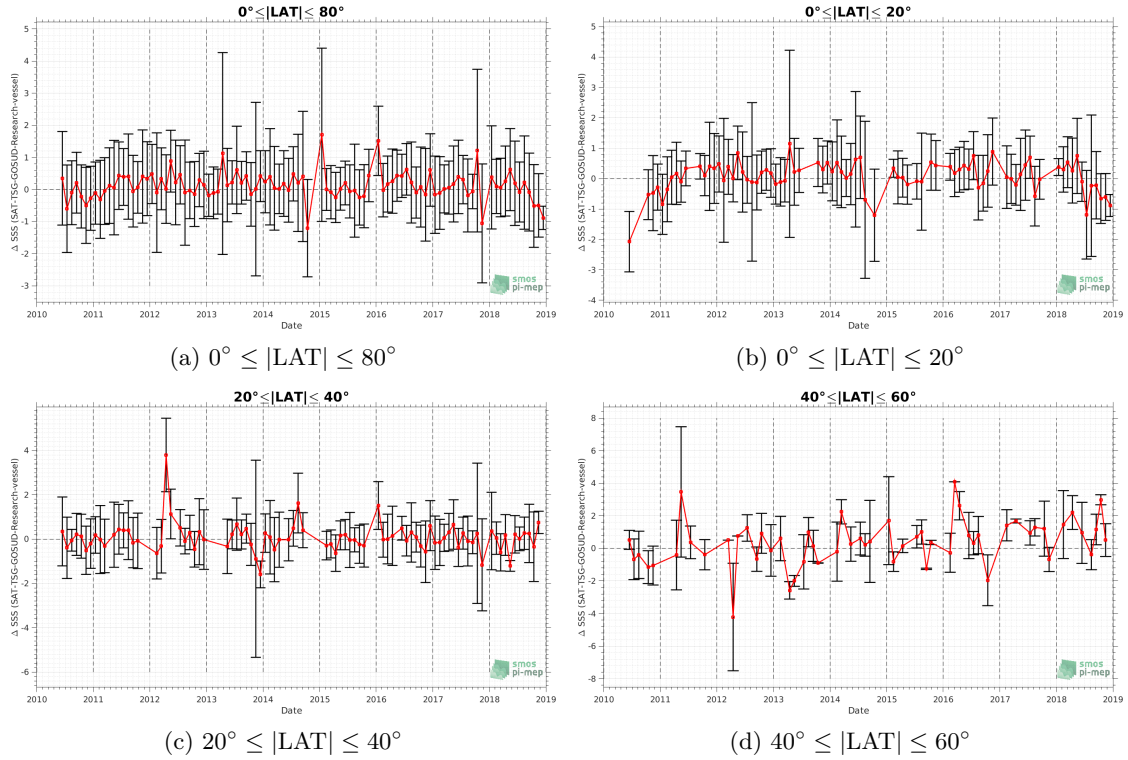 0°≤|LAT|≤ 80°
Δ SSS (SAT-TSG-GOSUD-Research-vessel)
5
4
3
2
1
0
-1
-2
-3
2010 2011 2012 2013 2014 2015 2016 2017 2018 2019
Date
smos
pi-mep
(a) 0° ≤ |LAT| ≤ 80°
0°≤|LAT|≤ 20°
Δ SSS (SAT-TSG-GOSUD-Research-vessel)
5
4
3
2
1
0
-1
-2
-3
-4
2010 2011 2012 2013 2014 2015 2016 2017 2018 2019
Date
smos
pi-mep
(b) 0° ≤ |LAT| ≤ 20°
20°≤|LAT|≤ 40°
Δ SSS (SAT-TSG-GOSUD-Research-vessel)
4
2
0
-2
-4
-6
2010 2011 2012 2013 2014 2015 2016 2017 2018 2019
Date
smos
pi-mep
(c) 20° ≤ |LAT| ≤ 40°
40°≤|LAT|≤ 60°
Δ SSS (SAT-TSG-GOSUD-Research-vessel)
8
6
4
2
0
-2
-4
-6
-8
2010 2011 2012 2013 2014 2015 2016 2017 2018 2019
Date
smos
pi-mep
(d) 40° ≤ |LAT| ≤ 60°